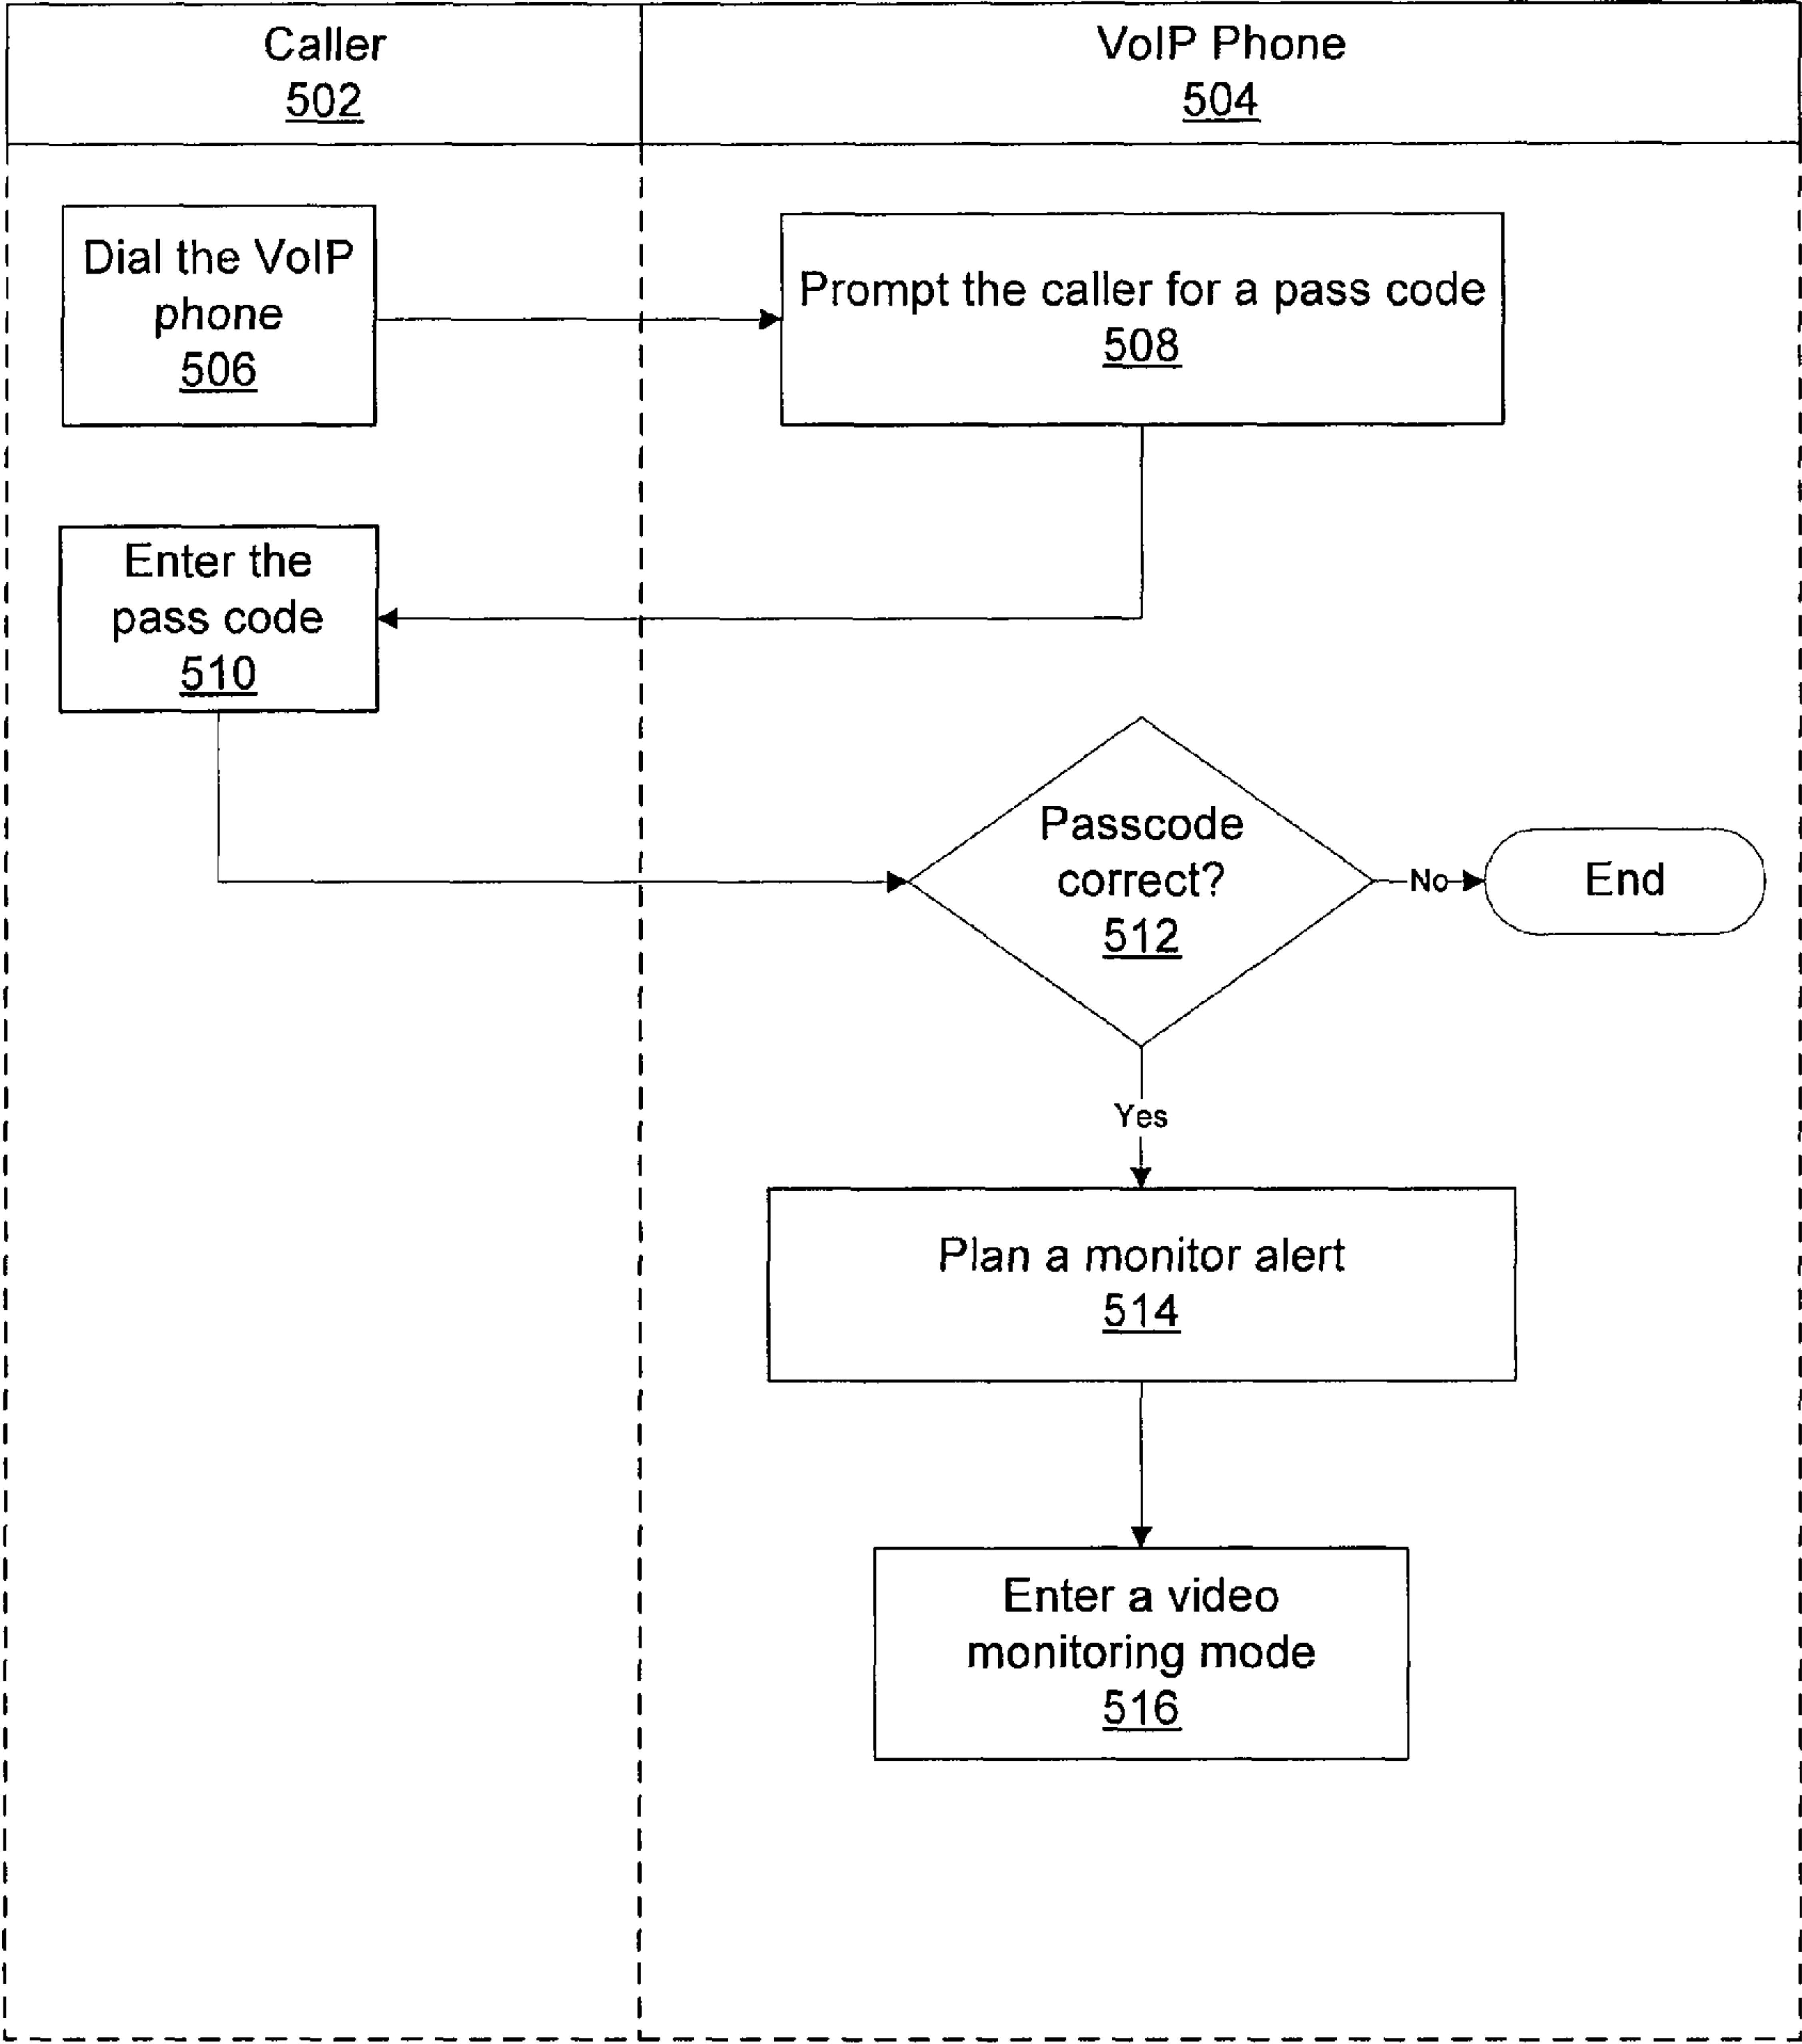 Caller
502
VoIP Phone
504
Dial the VoIP
phone
506
Prompt the caller for a pass code
508
Enter the
pass code
510
Passcode
correct?
512
No
End
Yes
Plan a monitor alert
514
Enter a video
monitoring mode
516